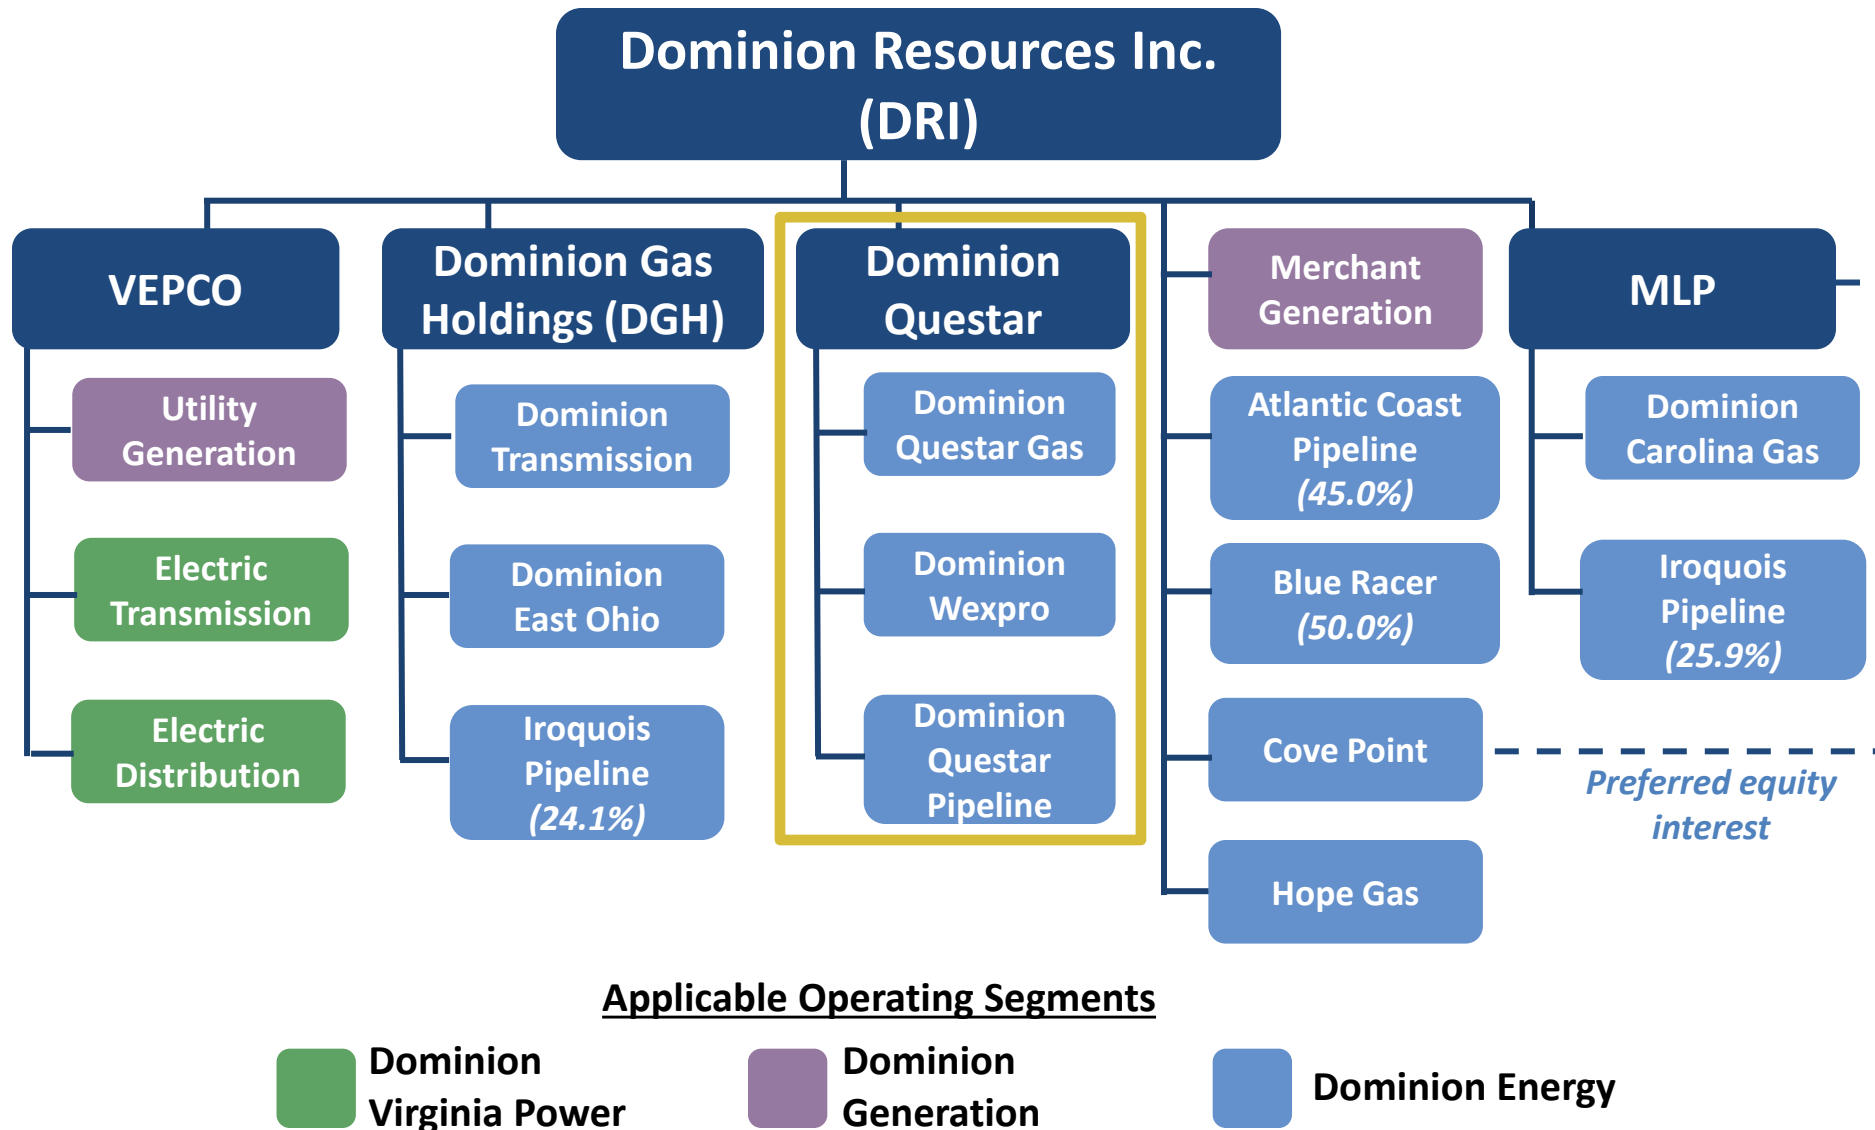 Dominion Resources Inc.
(DRI)
VEPCO
Utility
Generation
Electric
Transmission
Electric
Distribution
Dominion Gas
Holdings (DGH)
Dominion
Transmission
Dominion
East Ohio
Iroquois
Pipeline
(24.1%)
Dominion
Questar
Dominion
Questar Gas
Dominion
Wexpro
Dominion
Questar
Pipeline
Merchant
Generation
Atlantic Coast
Pipeline
(45.0%)
Blue Racer
(50.0%)
Cove Point
Hope Gas
MLP
Dominion
Carolina Gas
Iroquois
Pipeline
(25.9%)
Preferred equity
interest
Applicable Operating Segments
Dominion
Virginia Power
Dominion
Generation
Dominion Energy